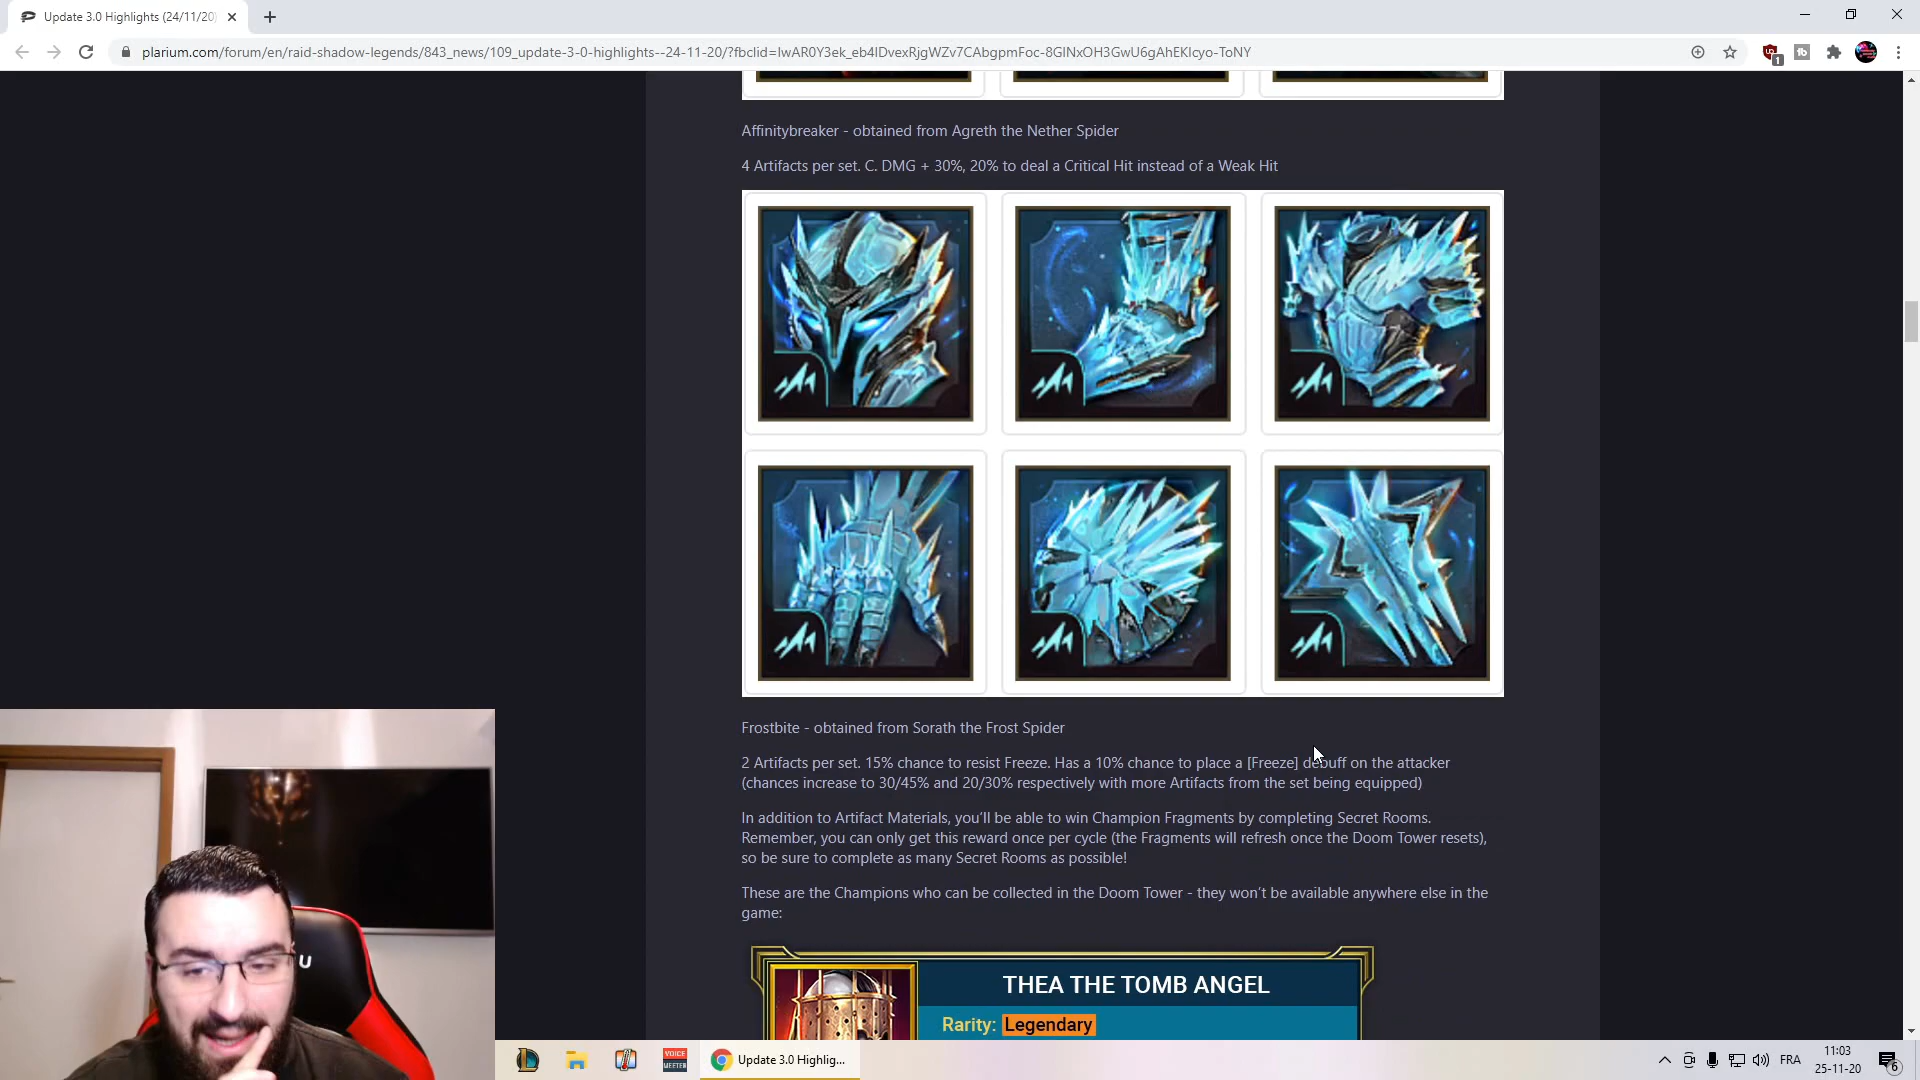 Update 3.0 Highlights (24/11/20)
plarium.com/forum/en/raid-shadow-legends/843_news/109_update-3-0-highlights--24-11-20/?fbclid=IwAR0Y3ek_eb4lDvexRjgWZv7CAbgpmFoc-8GlNxOH3GwU6gAhEKlcyo-ToNY
1
Affinitybreaker - obtained from Agreth the Nether Spider
4 Artifacts per set. C. DMG + 30%, 20% to deal a Critical Hit instead of a Weak Hit
Frostbite - obtained from Sorath the Frost Spider
2 Artifacts per set. 15% chance to resist Freeze. Has a 10% chance to place a [Freeze] debuff on the attacker
(chances increase to 30/45% and 20/30% respectively with more Artifacts from the set being equipped)
In addition to Artifact Materials, you'll be able to win Champion Fragments by completing Secret Rooms.
Remember, you can only get this reward once per cycle (the Fragments will refresh once the Doom Tower resets),
so be sure to complete as many Secret Rooms as possible!
These are the Champions who can be collected in the Doom Tower - they won't be available anywhere else in the
game:
THEA THE TOMB ANGEL
Rarity: Legendary
U
VOICE
MEETER
Update 3.0 Highlig...
FRA
11:03
25-11-20
6